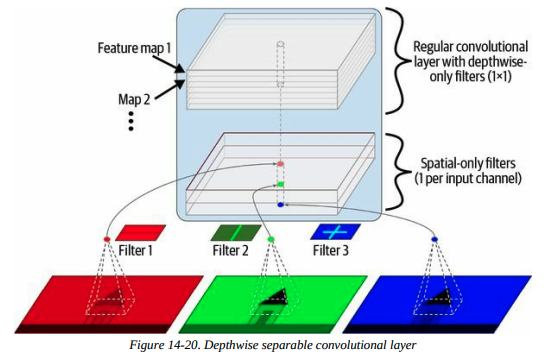 Feature map 1
Map 2
Regular convolutional
layer with depthwise-
only filters (1×1)
Spatial-only filters
(1 per input channel)
Filter 1
Filter 2
Filter 3
Figure 14-20. Depthwise separable convolutional layer